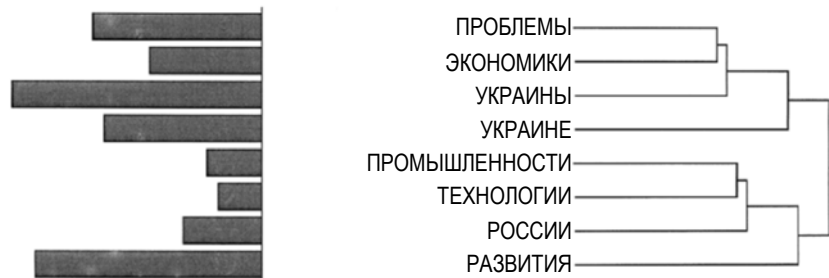 ПРОБЛЕМЫ
ЭКОНОМИКИ
УКРАИНЫ
УКРАИНЕ
ПРОМЫШЛЕННОСТИ
ТЕХНОЛОГИИ
РОССИИ
РАЗВИТИЯ